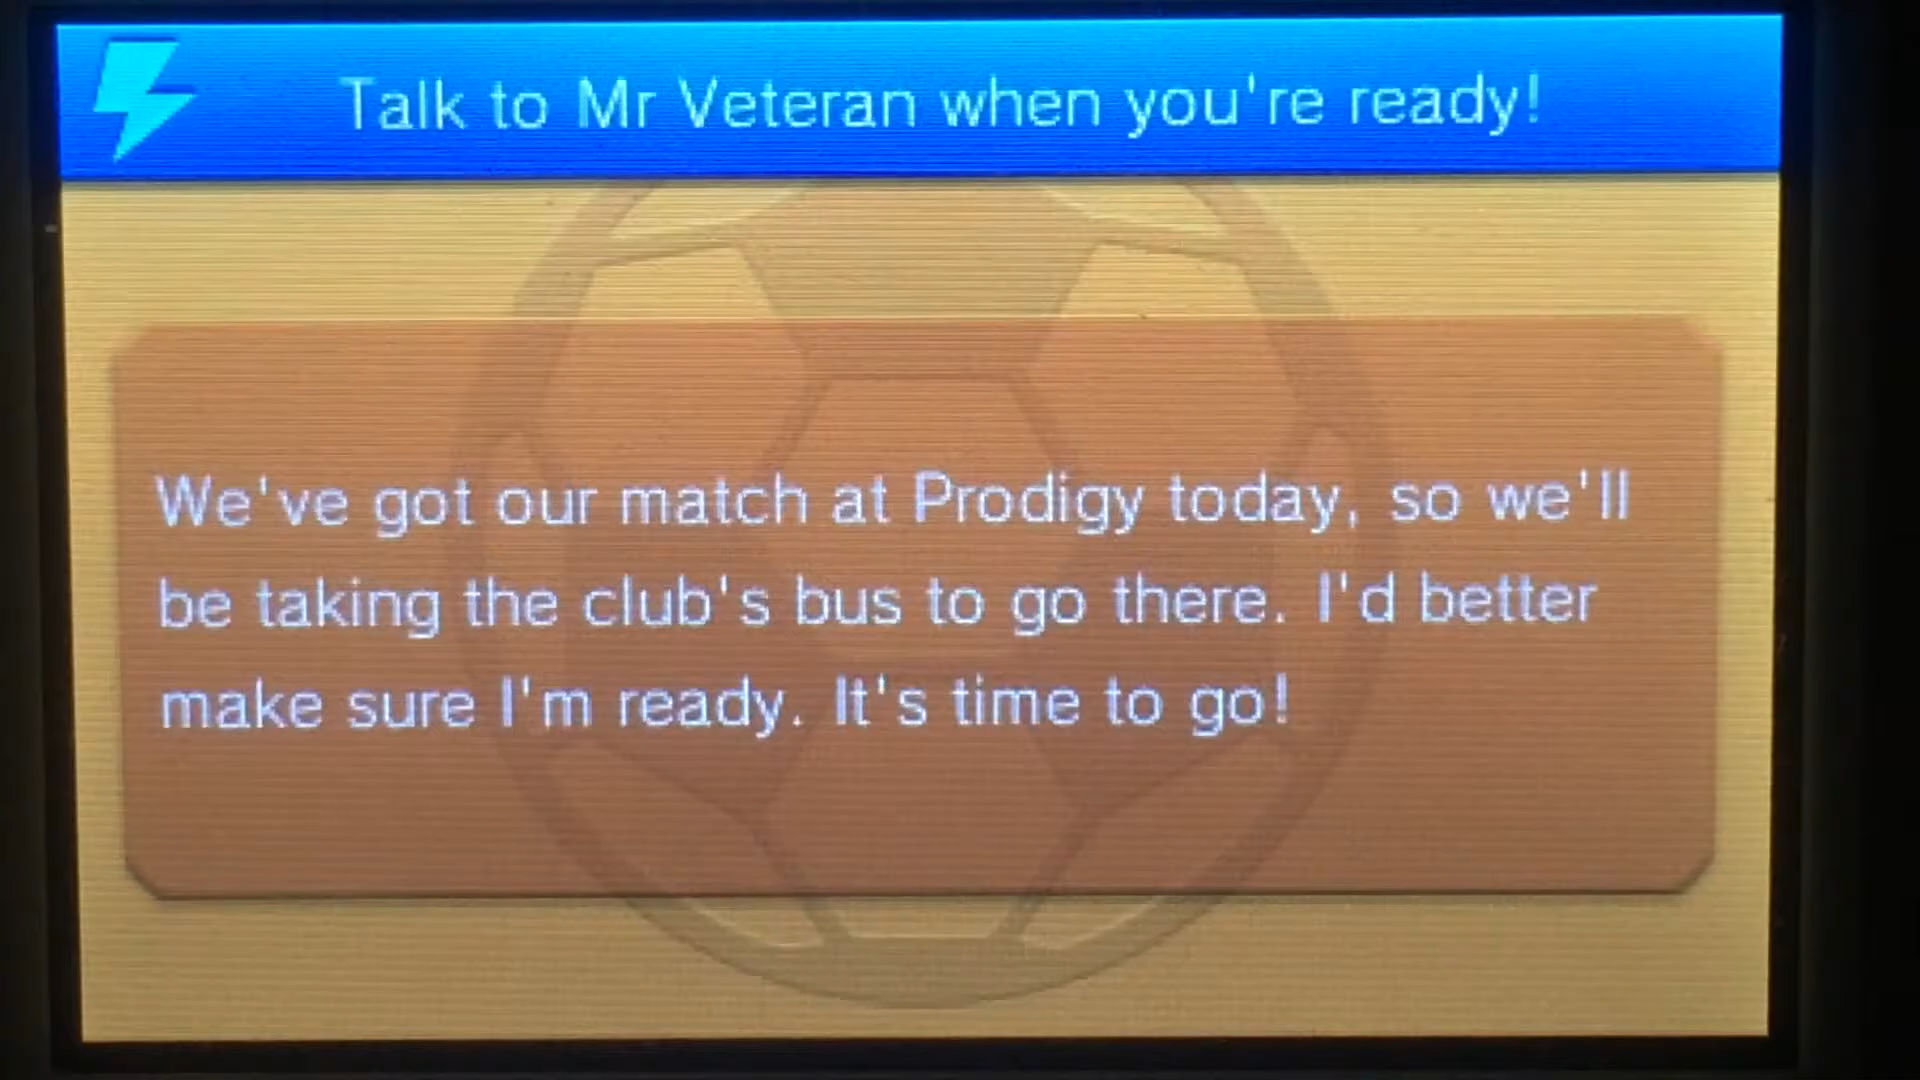 Talk to Mr Veteran when you're ready!
We've got our match at Prodigy today, so we'll
be taking the club's bus to go there. I'd better
make sure I'm ready. It's time to go!